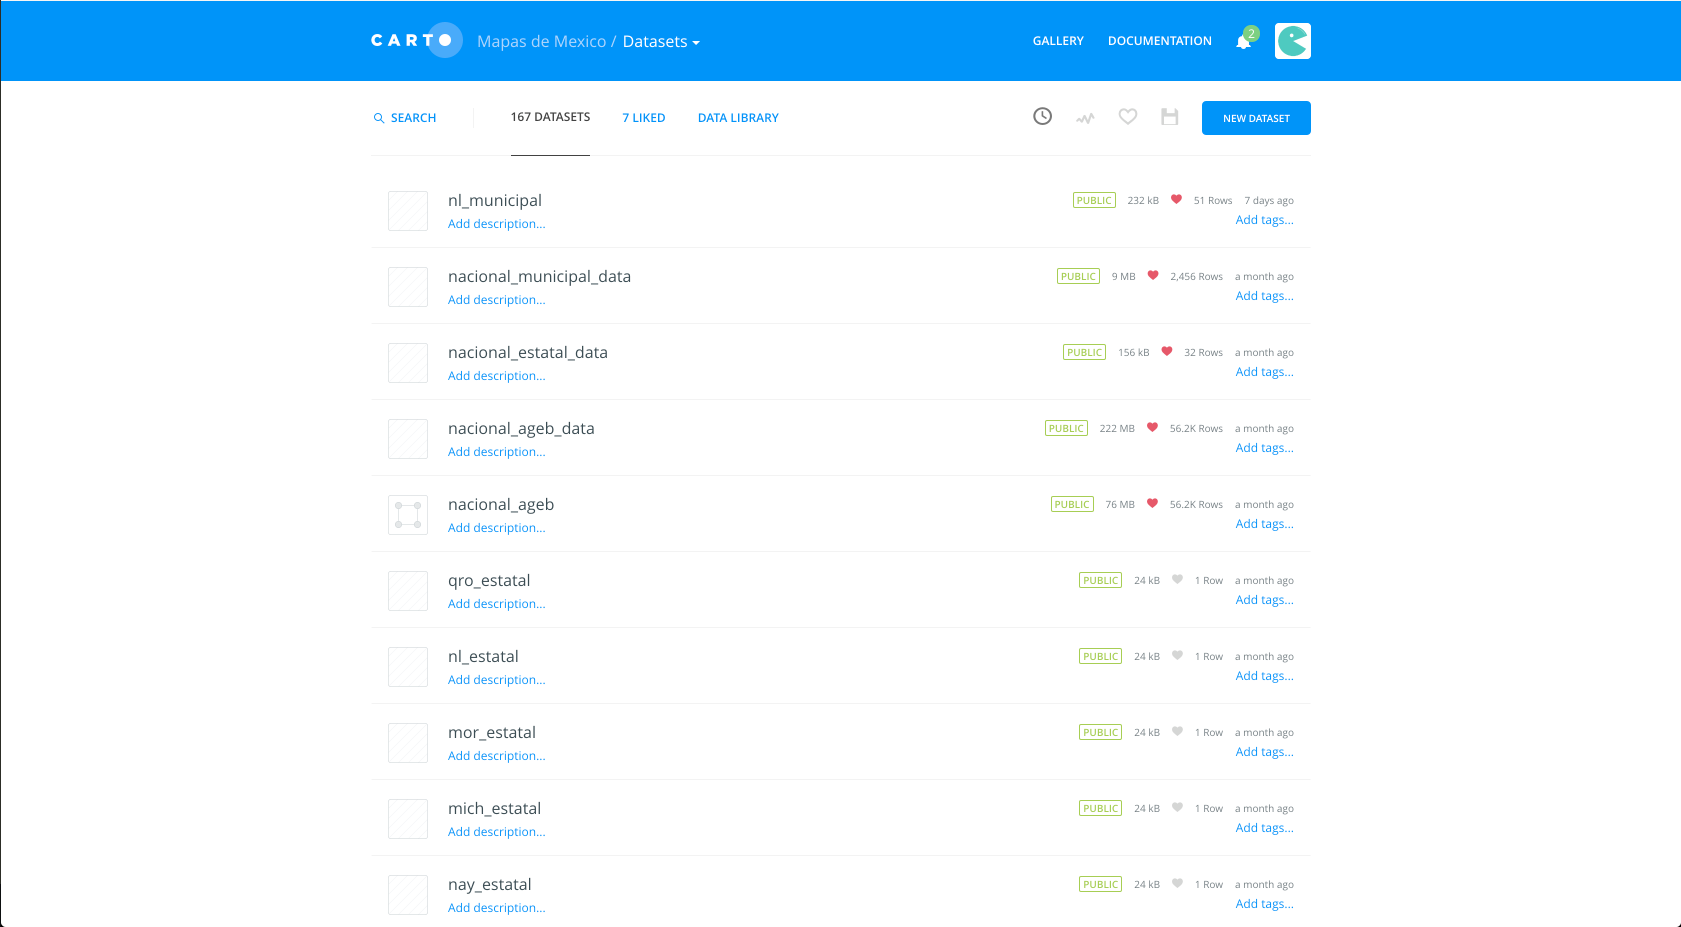 CARTO Mapas de Mexico / Datasets GALLERY DOCUMENTATION 2
SEARCH 167 DATASETS 7 LIKED DATA LIBRARY NEW DATASET
nl_municipal PUBLIC 232 kB 51 Rows 7 days ago
Add description... Add tags...
nacional_municipal_data PUBLIC 9 MB 2,456 Rows a month ago
Add description... Add tags...
nacional_estatal_data PUBLIC 156 kB 32 Rows a month ago
Add description... Add tags...
nacional_ageb_data PUBLIC 222 MB 56.2K Rows a month ago
Add description... Add tags...
nacional_ageb PUBLIC 76 MB 56.2K Rows a month ago
Add description... Add tags...
qro_estatal PUBLIC 24 kB 1 Row a month ago
Add description... Add tags...
nl_estatal PUBLIC 24 kB 1 Row a month ago
Add description... Add tags...
mor_estatal PUBLIC 24 kB 1 Row a month ago
Add description... Add tags...
mich_estatal PUBLIC 24 kB 1 Row a month ago
Add description... Add tags...
nay_estatal PUBLIC 24 kB 1 Row a month ago
Add description... Add tags...